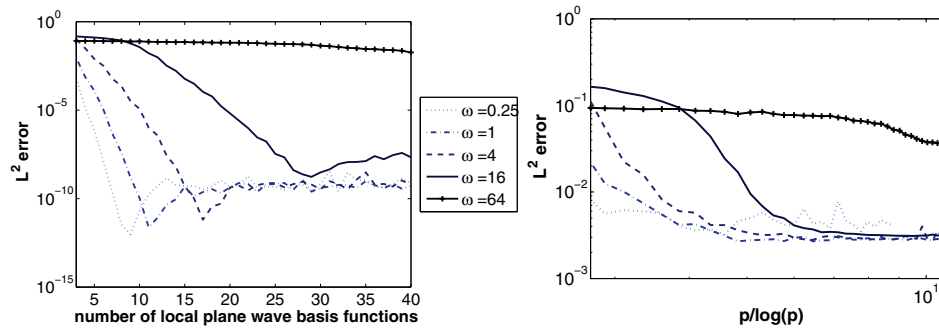 10^0
10^−5
10^−10
10^−15
L^2 error
5 10 15 20 25 30 35 40
number of local plane wave basis functions
ω =0.25
ω =1
ω =4
ω =16
ω =64
10^0
10^−1
10^−2
10^−3
L^2 error
10^1
p/log(p)